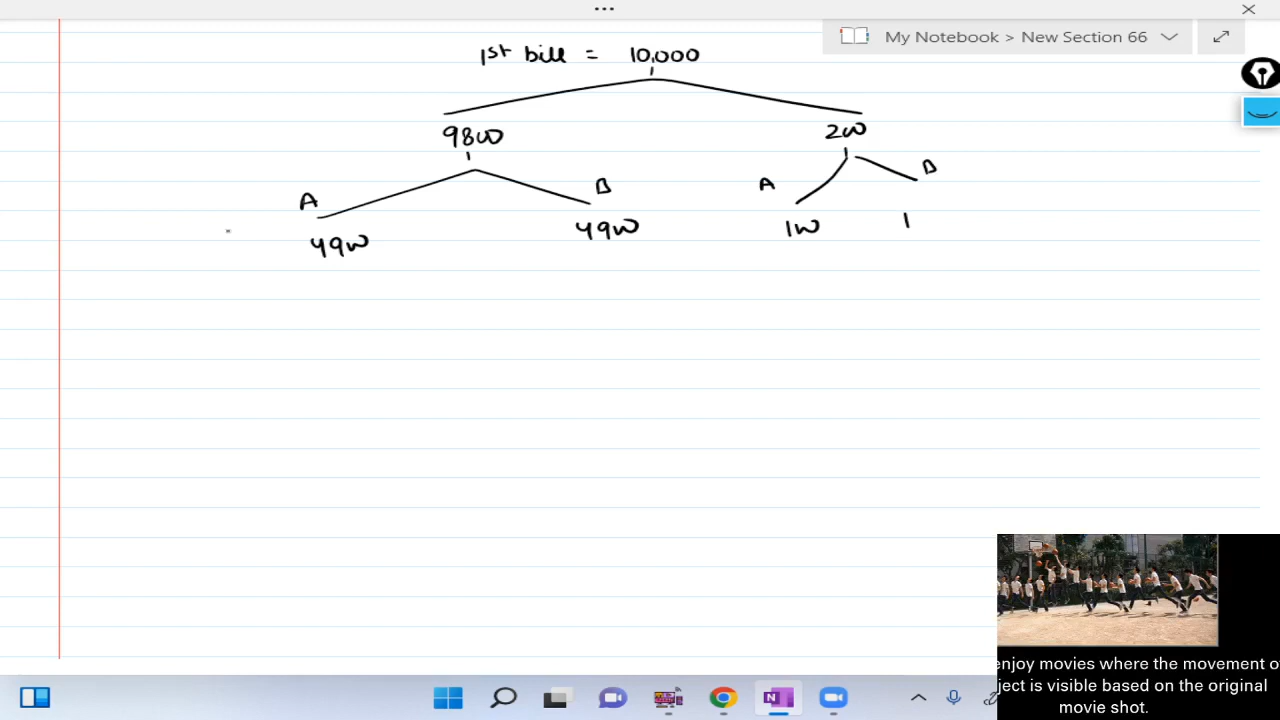 My Notebook > New Section 66
1st bill = 10,000
9800
200
A
B
A
B
4900
4900
100
1
enjoy movies where the movement o
ject is visible based on the original
movie shot.